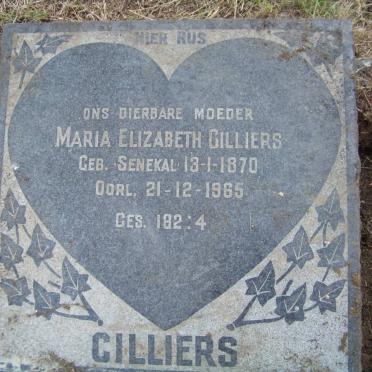 HIER RUS
ONS DIERBARE MOEDER
MARIA ELIZABETH CILLIERS
GEB. SENEKAL 13-1-1870
OORL. 21-12-1965
GES. 182:4
CILLIERS